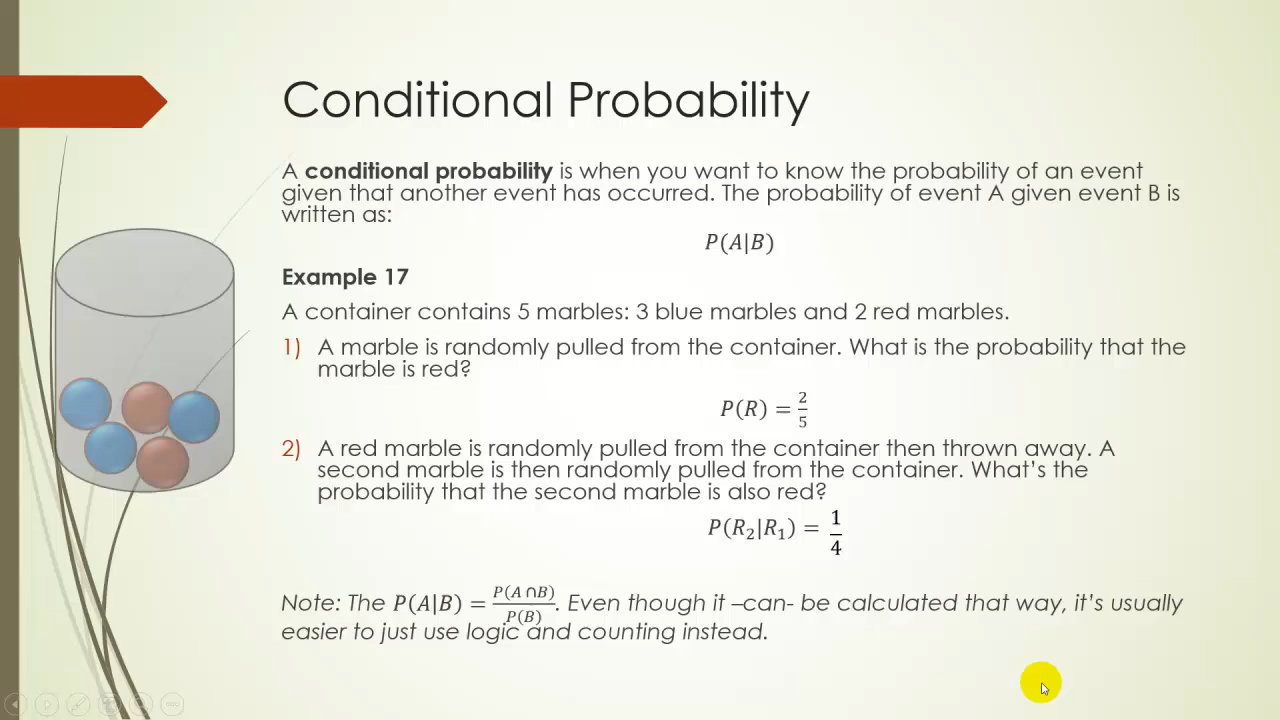 Conditional Probability
A conditional probability is when you want to know the probability of an event
given that another event has occurred. The probability of event A given event B is
written as:
P(A|B)
Example 17
A container contains 5 marbles: 3 blue marbles and 2 red marbles.
1) A marble is randomly pulled from the container. What is the probability that the
marble is red?
P(R) = 2/5
2) A red marble is randomly pulled from the container then thrown away. A
second marble is then randomly pulled from the container. What's the
probability that the second marble is also red?
P(R₂|R₁) = 1/4
Note: The P(A|B) = P(A∩B)/P(B). Even though it –can- be calculated that way, it's usually
easier to just use logic and counting instead.